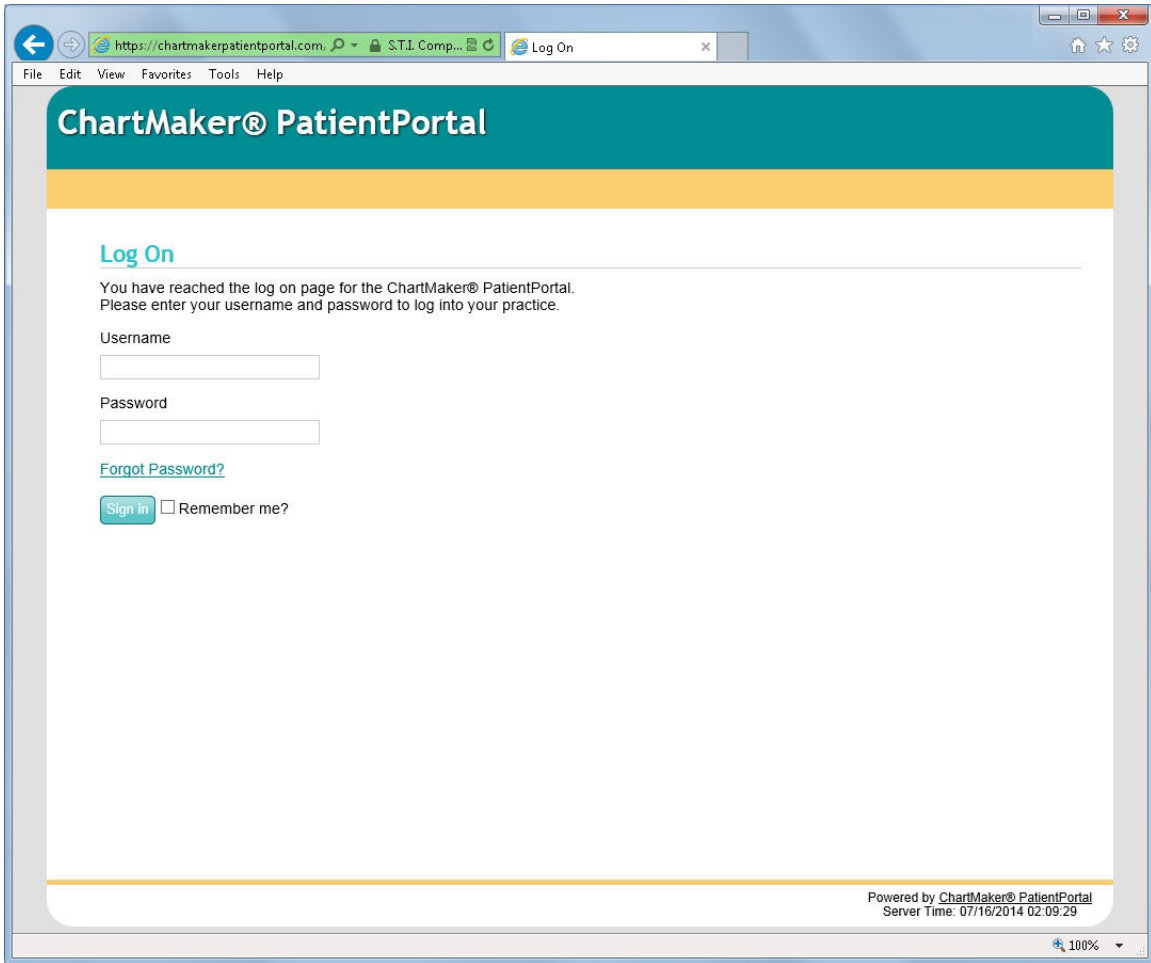 https://chartmakerpatientportal.com, S.T.I. Comp... Log On
File Edit View Favorites Tools Help
ChartMaker® PatientPortal
Log On
You have reached the log on page for the ChartMaker® PatientPortal.
Please enter your username and password to log into your practice.
Username
Password
Forgot Password?
Sign in Remember me?
Powered by ChartMaker® PatientPortal
Server Time: 07/16/2014 02:09:29
100%